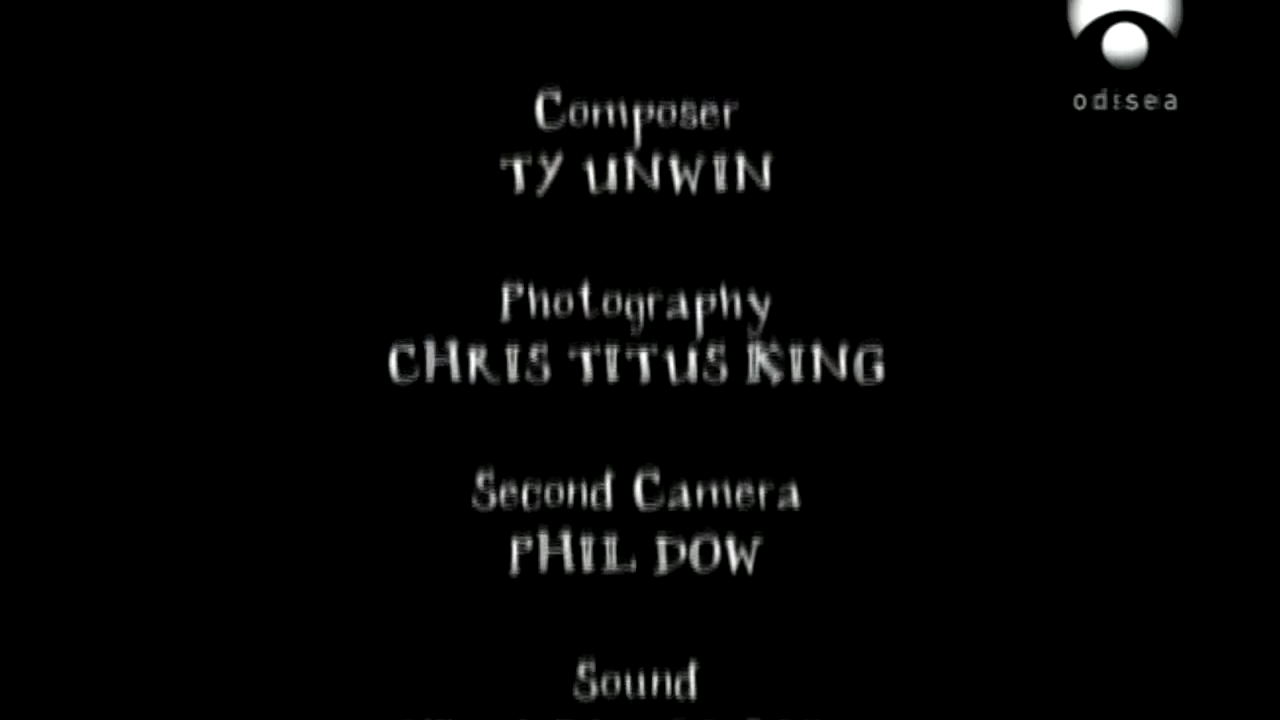 odisea
Composer
TY UNWIN
Photography
CHRIS TITUS KING
Second Camera
PHIL DOW
Sound